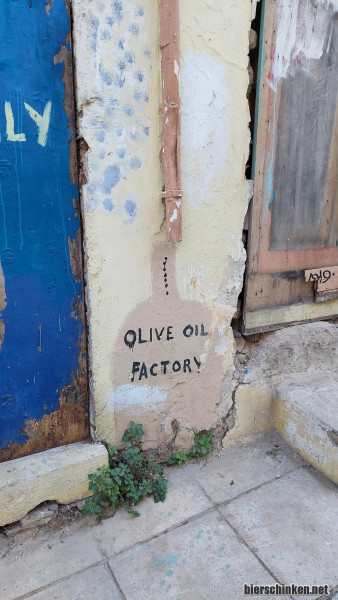 LY
OLIVE OIL
FACTORY
bierschinken.net